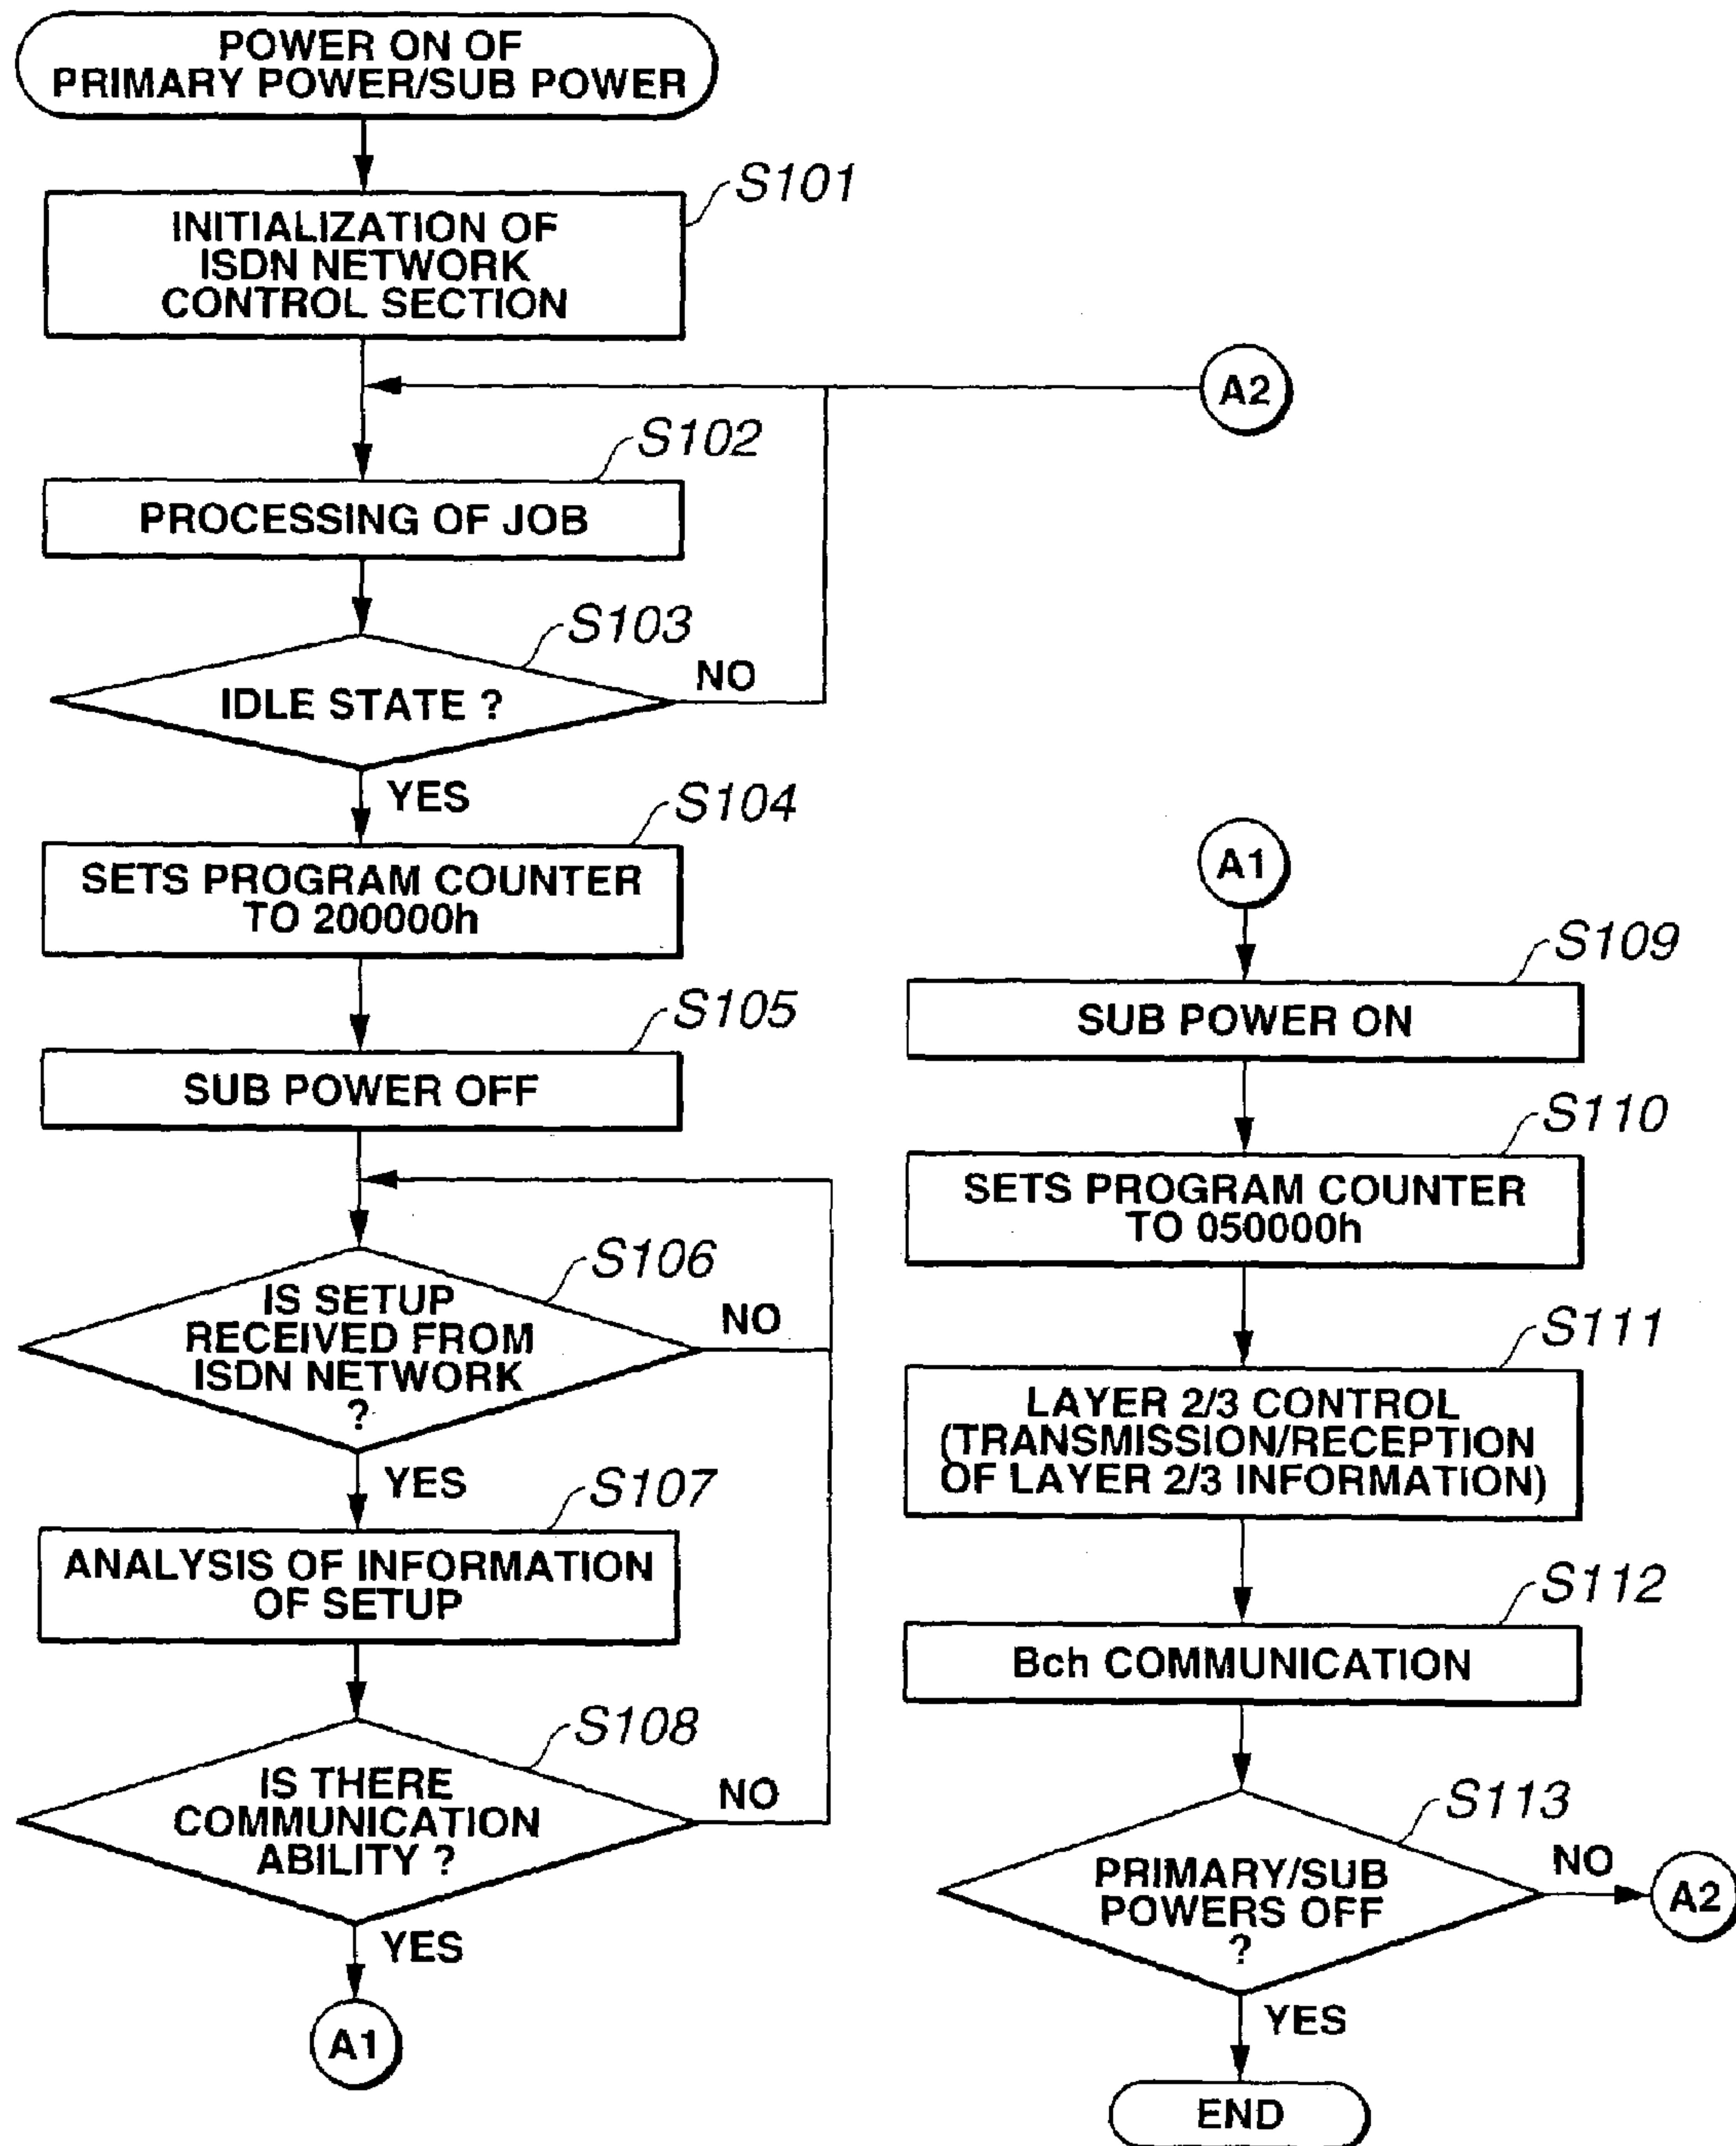 POWER ON OF
PRIMARY POWER/SUB POWER
S101
INITIALIZATION OF
ISDN NETWORK
CONTROL SECTION
A2
S102
PROCESSING OF JOB
S103
IDLE STATE ?
NO
YES
S104
SETS PROGRAM COUNTER
TO 200000h
S105
SUB POWER OFF
S106
IS SETUP
RECEIVED FROM
ISDN NETWORK
?
NO
YES
S107
ANALYSIS OF INFORMATION
OF SETUP
S108
IS THERE
COMMUNICATION
ABILITY ?
NO
YES
A1
A1
S109
SUB POWER ON
S110
SETS PROGRAM COUNTER
TO 050000h
S111
LAYER 2/3 CONTROL
(TRANSMISSION/RECEPTION
OF LAYER 2/3 INFORMATION)
S112
Bch COMMUNICATION
S113
PRIMARY/SUB
POWERS OFF
?
NO
A2
YES
END